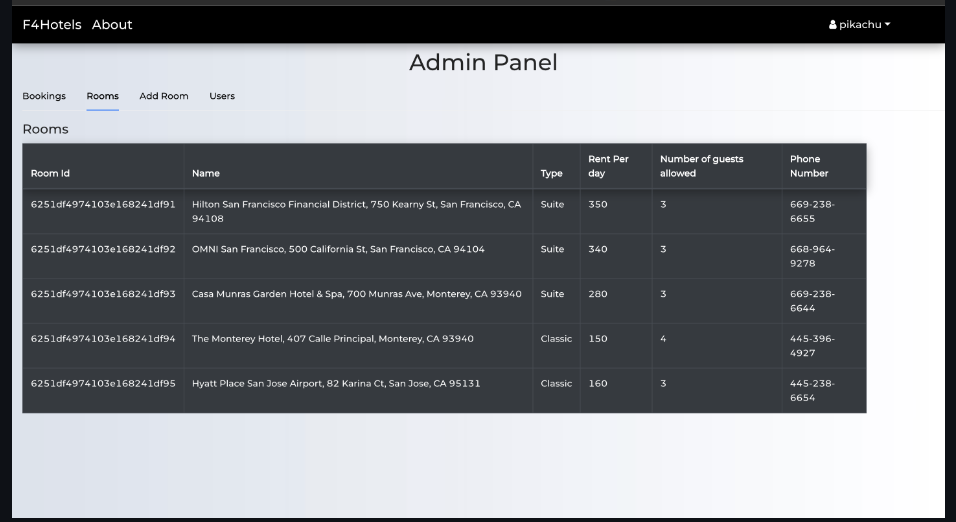 F4Hotels About pikachu
Admin Panel
Bookings Rooms Add Room Users
Rooms
Room Id Name Type Rent Per day Number of guests allowed Phone Number
6251df4974103e168241df91 Hilton San Francisco Financial District, 750 Kearny St, San Francisco, CA 94108 Suite 350 3 669-238-6655
6251df4974103e168241df92 OMNI San Francisco, 500 California St, San Francisco, CA 94104 Suite 340 3 668-964-9278
6251df4974103e168241df93 Casa Munras Garden Hotel & Spa, 700 Munras Ave, Monterey, CA 93940 Suite 280 3 669-238-6644
6251df4974103e168241df94 The Monterey Hotel, 407 Calle Principal, Monterey, CA 93940 Classic 150 4 445-396-4927
6251df4974103e168241df95 Hyatt Place San Jose Airport, 82 Karina Ct, San Jose, CA 95131 Classic 160 3 445-238-6654